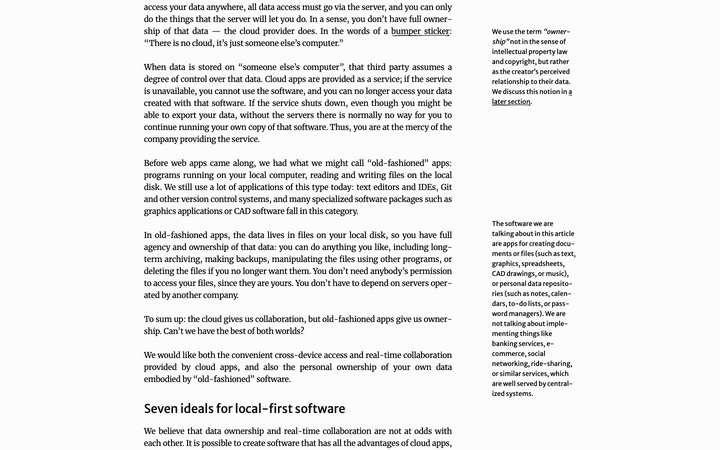 access your data anywhere, all data access must go via the server, and you can only
do the things that the server will let you do. In a sense, you don’t have full owner-
ship of that data — the cloud provider does. In the words of a bumper sticker:
“There is no cloud, it’s just someone else’s computer.”
We use the term “owner-
ship” not in the sense of
intellectual property law
and copyright, but rather
as the creator’s perceived
relationship to their data.
We discuss this notion in a
later section.
When data is stored on “someone else’s computer”, that third party assumes a
degree of control over that data. Cloud apps are provided as a service; if the service
is unavailable, you cannot use the software, and you can no longer access your data
created with that software. If the service shuts down, even though you might be
able to export your data, without the servers there is normally no way for you to
continue running your own copy of that software. Thus, you are at the mercy of the
company providing the service.
Before web apps came along, we had what we might call “old-fashioned” apps:
programs running on your local computer, reading and writing files on the local
disk. We still use a lot of applications of this type today: text editors and IDEs, Git
and other version control systems, and many specialized software packages such as
graphics applications or CAD software fall in this category.
The software we are
talking about in this article
are apps for creating docu-
ments or files (such as text,
graphics, spreadsheets,
CAD drawings, or music),
or personal data reposito-
ries (such as notes, calen-
dars, to-do lists, or pass-
word managers). We are
not talking about imple-
menting things like
banking services, e-
commerce, social
networking, ride-sharing,
or similar services, which
are well served by central-
ized systems.
In old-fashioned apps, the data lives in files on your local disk, so you have full
agency and ownership of that data: you can do anything you like, including long-
term archiving, making backups, manipulating the files using other programs, or
deleting the files if you no longer want them. You don’t need anybody’s permission
to access your files, since they are yours. You don’t have to depend on servers oper-
ated by another company.
To sum up: the cloud gives us collaboration, but old-fashioned apps give us owner-
ship. Can’t we have the best of both worlds?
We would like both the convenient cross-device access and real-time collaboration
provided by cloud apps, and also the personal ownership of your own data
embodied by “old-fashioned” software.
Seven ideals for local-first software
We believe that data ownership and real-time collaboration are not at odds with
each other. It is possible to create software that has all the advantages of cloud apps,